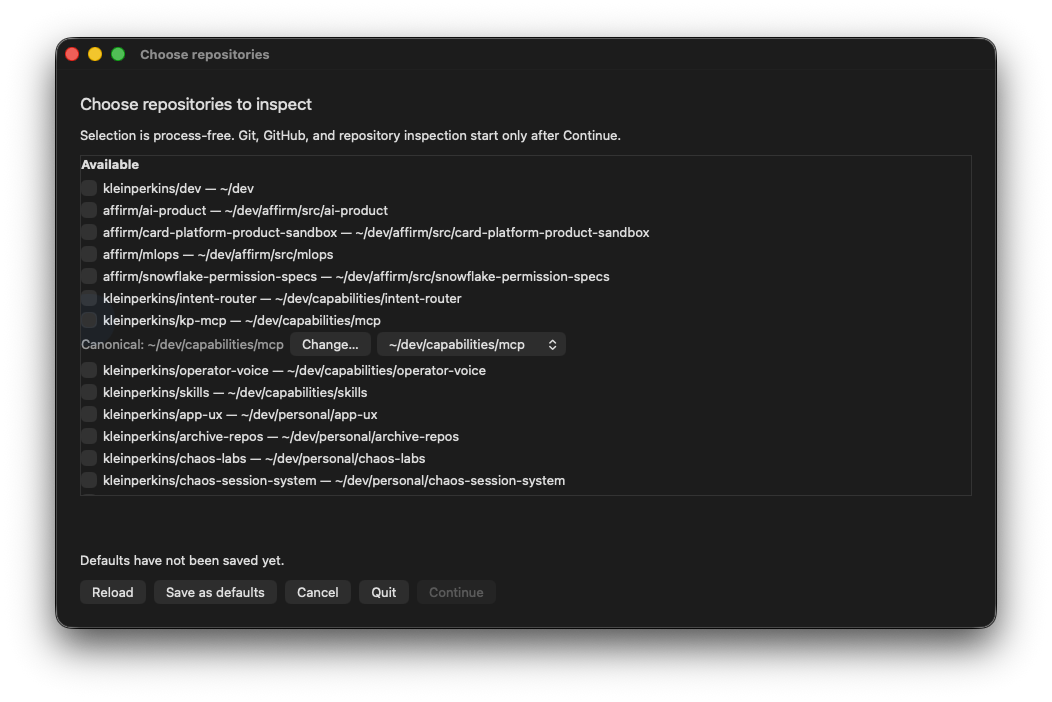 Choose repositories
Choose repositories to inspect
Selection is process-free. Git, GitHub, and repository inspection start only after Continue.
Available
kleinperkins/dev — ~/dev
affirm/ai-product — ~/dev/affirm/src/ai-product
affirm/card-platform-product-sandbox — ~/dev/affirm/src/card-platform-product-sandbox
affirm/mlops — ~/dev/affirm/src/mlops
affirm/snowflake-permission-specs — ~/dev/affirm/src/snowflake-permission-specs
kleinperkins/intent-router — ~/dev/capabilities/intent-router
kleinperkins/kp-mcp — ~/dev/capabilities/mcp
Canonical: ~/dev/capabilities/mcp Change... ~/dev/capabilities/mcp
kleinperkins/operator-voice — ~/dev/capabilities/operator-voice
kleinperkins/skills — ~/dev/capabilities/skills
kleinperkins/app-ux — ~/dev/personal/app-ux
kleinperkins/archive-repos — ~/dev/personal/archive-repos
kleinperkins/chaos-labs — ~/dev/personal/chaos-labs
kleinperkins/chaos-session-system — ~/dev/personal/chaos-session-system
Defaults have not been saved yet.
Reload Save as defaults Cancel Quit Continue